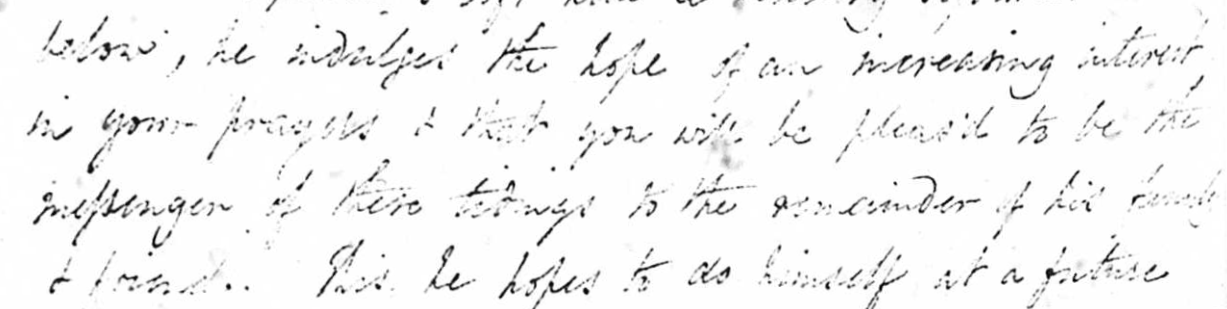 below, he indulges the hope of an increasing interest
in your prayers & that you will be pleas'd to be the
messenger of these tidings to the remainder of his family
& friends. This he hopes to do himself at a future